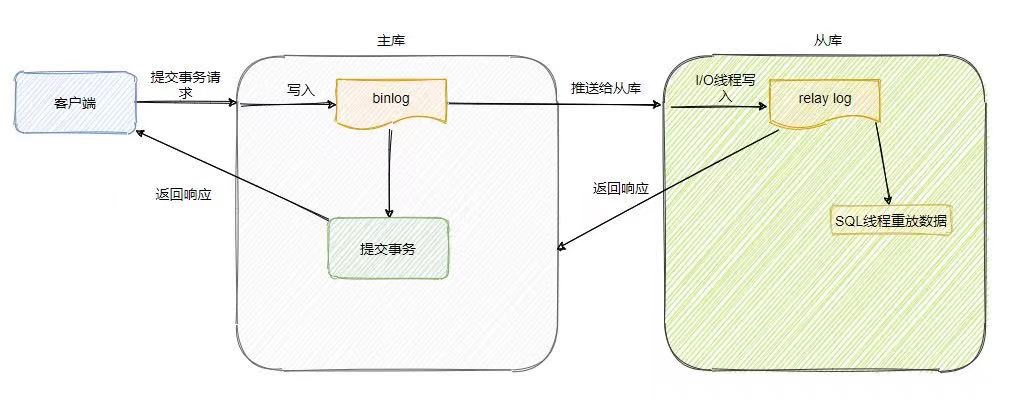 主库
从库
客户端
提交事务请
求
写入
binlog
推送给从库
I/O线程写
入
relay log
返回响应
提交事务
返回响应
SQL线程重放数据